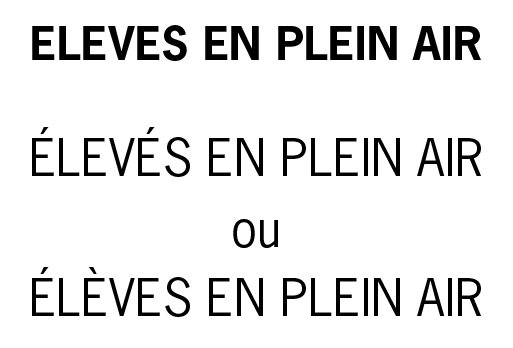 ELEVES EN PLEIN AIR
ÉLEVÉS EN PLEIN AIR
ou
ÉLÈVES EN PLEIN AIR